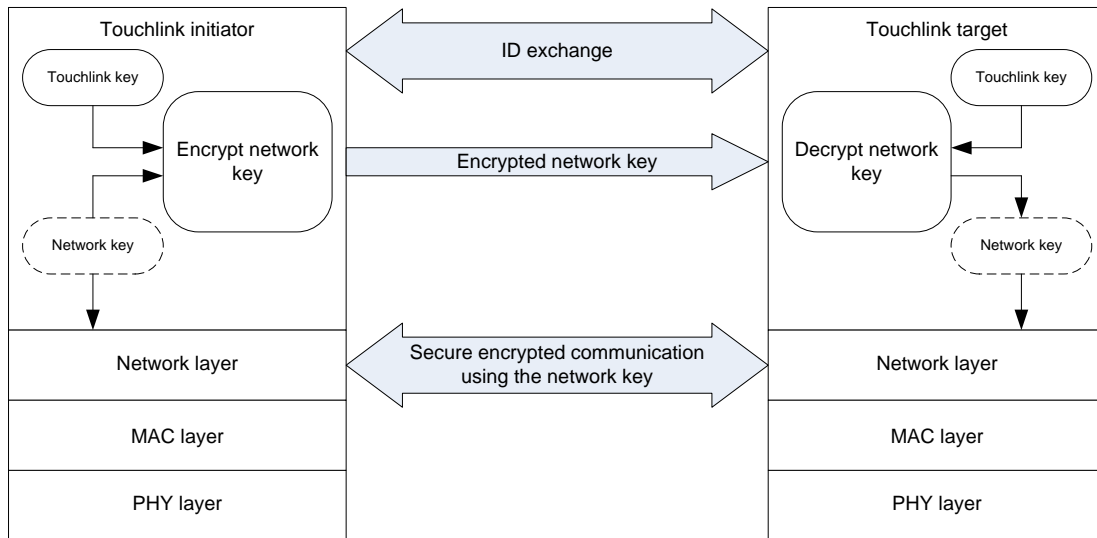 Touchlink initiator
Touchlink key
Encrypt network
key
Network key
Network layer
MAC layer
PHY layer
ID exchange
Encrypted network key
Secure encrypted communication
using the network key
Touchlink target
Touchlink key
Decrypt network
key
Network key
Network layer
MAC layer
PHY layer